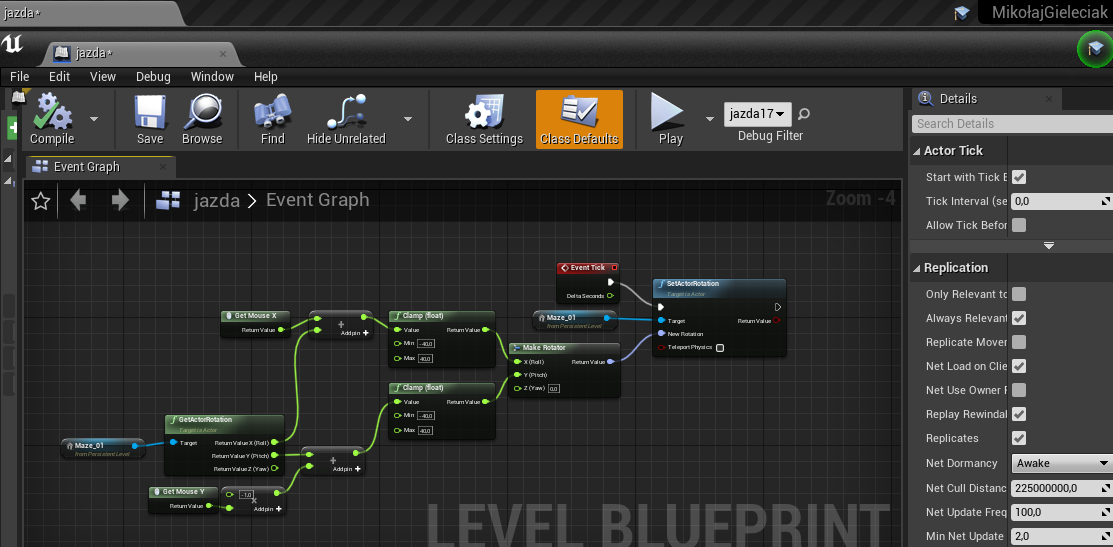 jazda*
MikołajGieleciak
jazda*
File Edit View Debug Window Help
Compile Save Browse Find Hide Unrelated Class Settings Class Defaults Play
jazda17
Debug Filter
Details
Search Details
Event Graph
jazda > Event Graph
Zoom -4
Actor Tick
Start with Tick E
Tick Interval (se 0,0
Allow Tick Befor
Replication
Only Relevant to
Always Relevant
Replicate Mover
Net Load on Clie
Net Use Owner F
Replay Rewindal
Replicates
Net Dormancy Awake
Net Cull Distanc 225000000,0
Net Update Freq 100,0
Min Net Update 2,0
Event Tick
Delta Seconds
SetActorRotation
Target is Actor
Target
Return Value
New Rotation
Teleport Physics
Maze_01
from Persistent Level
Get Mouse X
Return Value
+
Add pin +
Clamp (float)
Value Return Value
Min -40,0
Max 40,0
Make Rotator
X (Roll) Return Value
Y (Pitch)
Z (Yaw) 0,0
Clamp (float)
Value Return Value
Min -40,0
Max 40,0
GetActorRotation
Target is Actor
Target Return Value X (Roll)
Return Value Y (Pitch)
Return Value Z (Yaw)
Maze_01
from Persistent Level
+
Add pin +
Get Mouse Y
Return Value
-1,0
x
Add pin +
LEVEL BLUEPRINT